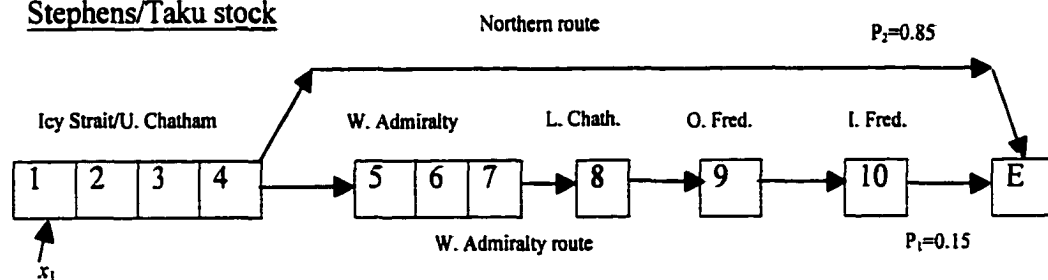 Stephens/Taku stock
Northern route
P₂=0.85
Icy Strait/U. Chatham
W. Admiralty
L. Chath.
O. Fred.
I. Fred.
1 2 3 4 5 6 7 8 9 10 E
W. Admiralty route
P₁=0.15
x₁